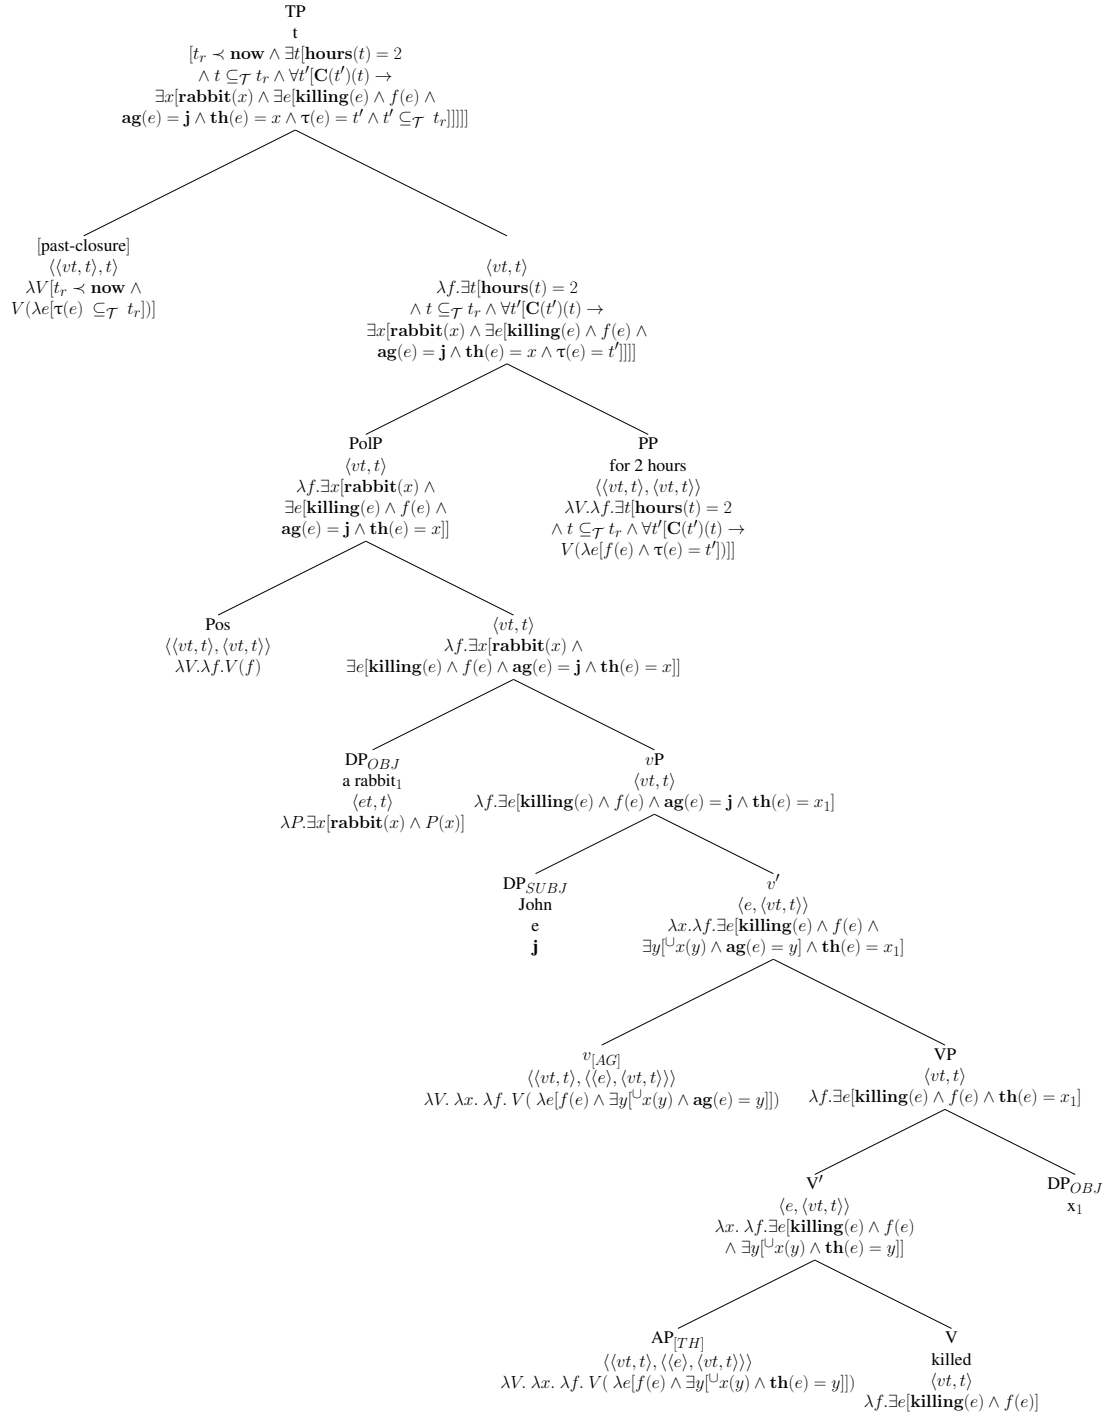 TP
t
[t_r ≺ now ∧ ∃t[hours(t) = 2
∧ t ⊆_𝒯 t_r ∧ ∀t′[C(t′)(t) →
∃x[rabbit(x) ∧ ∃e[killing(e) ∧ f(e) ∧
ag(e) = j ∧ th(e) = x ∧ τ(e) = t′ ∧ t′ ⊆_𝒯 t_r]]]]]
[past-closure]
⟨⟨vt, t⟩, t⟩
λV[t_r ≺ now ∧
V(λe[τ(e) ⊆_𝒯 t_r])]
⟨vt, t⟩
λf.∃t[hours(t) = 2
∧ t ⊆_𝒯 t_r ∧ ∀t′[C(t′)(t) →
∃x[rabbit(x) ∧ ∃e[killing(e) ∧ f(e) ∧
ag(e) = j ∧ th(e) = x ∧ τ(e) = t′]]]]
PolP
⟨vt, t⟩
λf.∃x[rabbit(x) ∧
∃e[killing(e) ∧ f(e) ∧
ag(e) = j ∧ th(e) = x]]
PP
for 2 hours
⟨⟨vt, t⟩, ⟨vt, t⟩⟩
λV.λf.∃t[hours(t) = 2
∧ t ⊆_𝒯 t_r ∧ ∀t′[C(t′)(t) →
V(λe[f(e) ∧ τ(e) = t′])]]
Pos
⟨⟨vt, t⟩, ⟨vt, t⟩⟩
λV.λf.V(f)
⟨vt, t⟩
λf.∃x[rabbit(x) ∧
∃e[killing(e) ∧ f(e) ∧ ag(e) = j ∧ th(e) = x]]
DP_OBJ
a rabbit₁
⟨et, t⟩
λP.∃x[rabbit(x) ∧ P(x)]
vP
⟨vt, t⟩
λf.∃e[killing(e) ∧ f(e) ∧ ag(e) = j ∧ th(e) = x₁]
DP_SUBJ
John
e
j
v′
⟨e, ⟨vt, t⟩⟩
λx.λf.∃e[killing(e) ∧ f(e) ∧
∃y[∪x(y) ∧ ag(e) = y] ∧ th(e) = x₁]
v_[AG]
⟨⟨vt, t⟩, ⟨⟨e⟩, ⟨vt, t⟩⟩⟩
λV. λx. λf. V( λe[f(e) ∧ ∃y[∪x(y) ∧ ag(e) = y]])
VP
⟨vt, t⟩
λf.∃e[killing(e) ∧ f(e) ∧ th(e) = x₁]
V′
⟨e, ⟨vt, t⟩⟩
λx. λf.∃e[killing(e) ∧ f(e)
∧ ∃y[∪x(y) ∧ th(e) = y]]
DP_OBJ
x₁
AP_[TH]
⟨⟨vt, t⟩, ⟨⟨e⟩, ⟨vt, t⟩⟩⟩
λV. λx. λf. V( λe[f(e) ∧ ∃y[∪x(y) ∧ th(e) = y]])
V
killed
⟨vt, t⟩
λf.∃e[killing(e) ∧ f(e)]